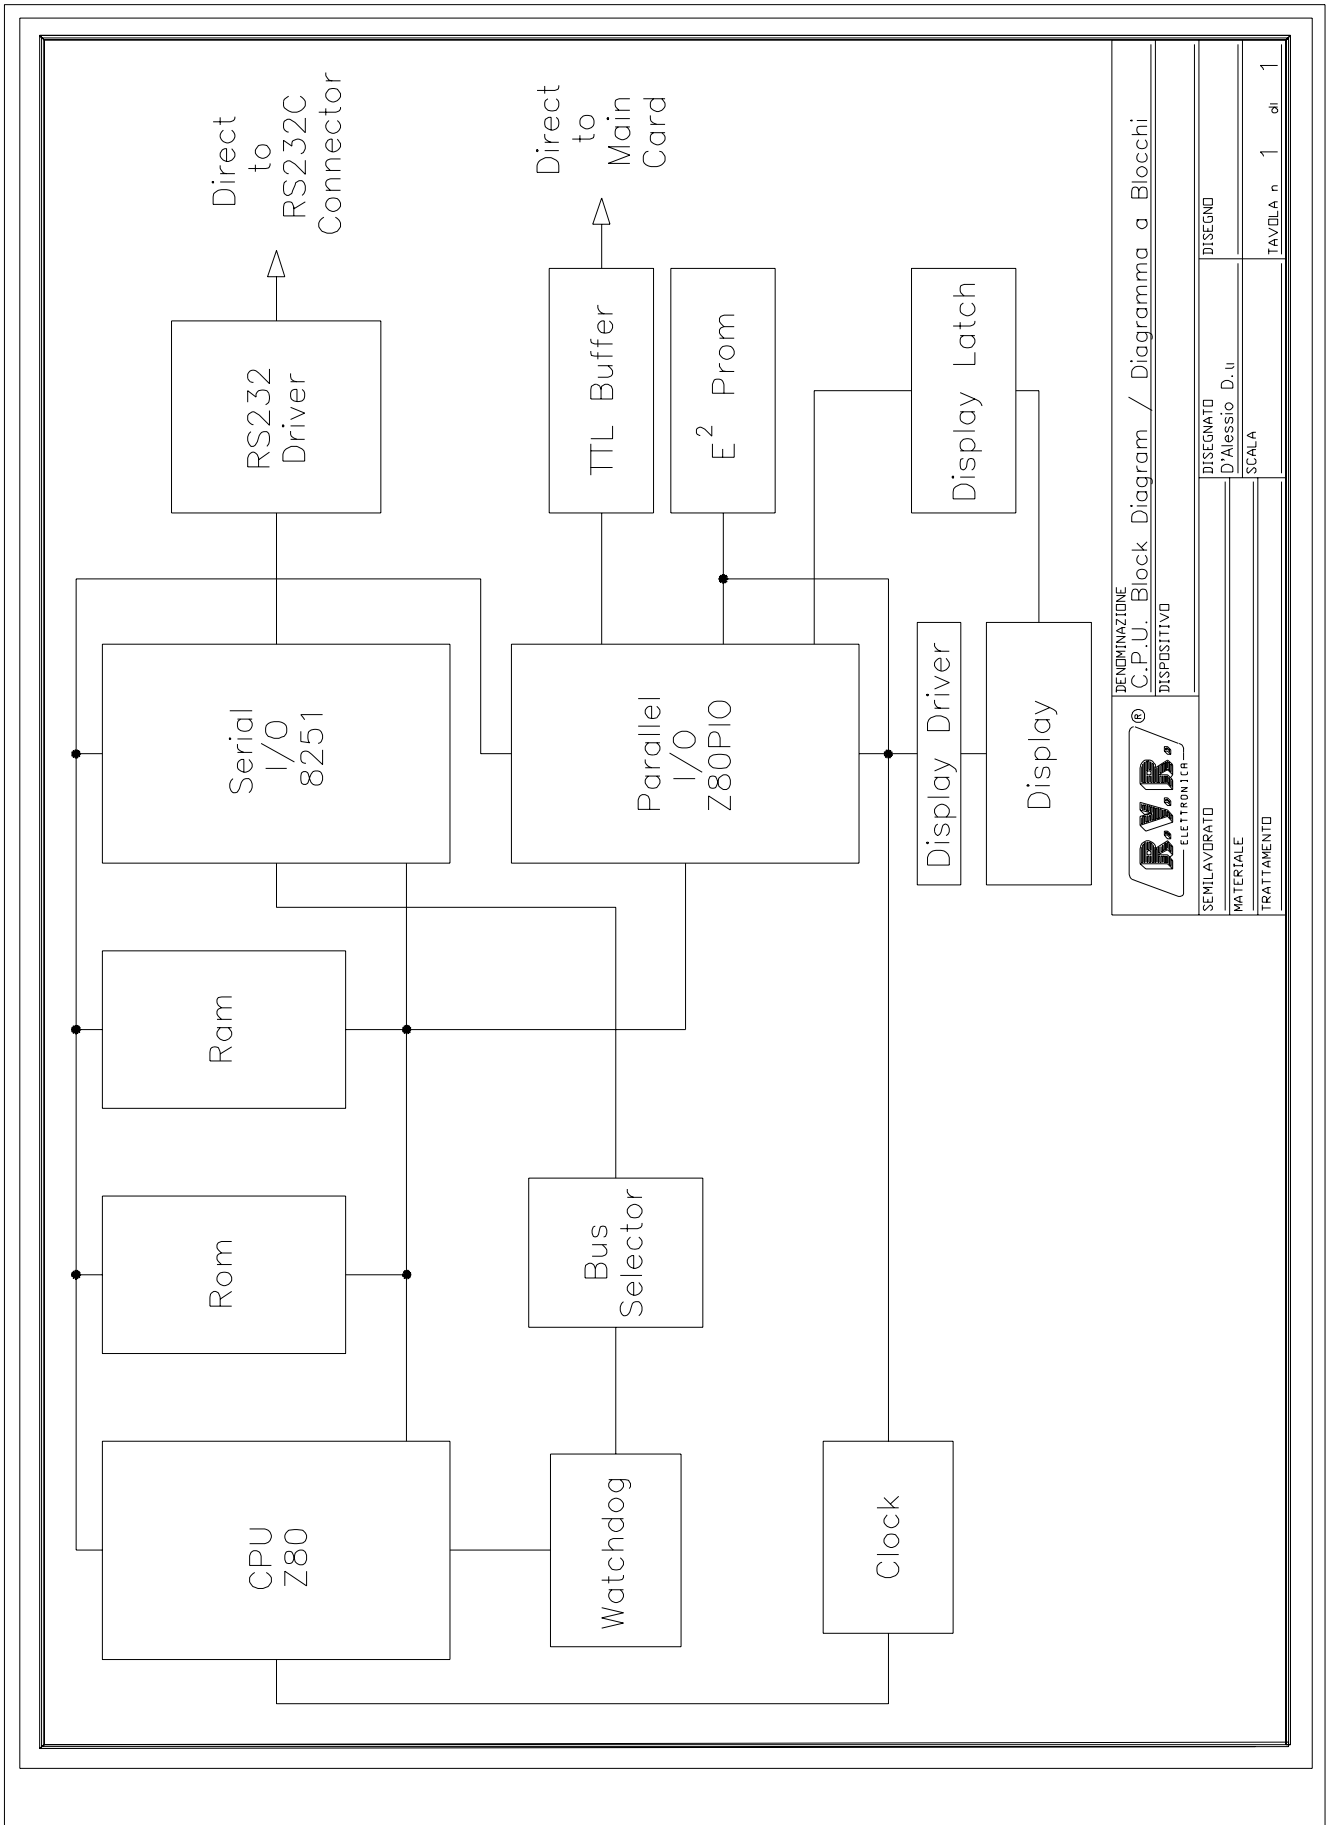 CPU
Z80
Rom
Ram
Serial
I/O
8251
RS232
Driver
Direct
to
RS232C
Connector
Watchdog
Bus
Selector
Parallel
I/O
Z80PIO
TTL Buffer
Direct
to
Main
Card
E² Prom
Clock
Display Driver
Display
Display Latch
R.V.R.®
ELETTRONICA
DENOMINAZIONE
C.P.U. Block Diagram / Diagramma a Blocchi
DISPOSITIVO
SEMILAVORATO
MATERIALE
TRATTAMENTO
DISEGNATO
D'Alessio D.u
SCALA
DISEGNO
TAVOLA n 1 di 1